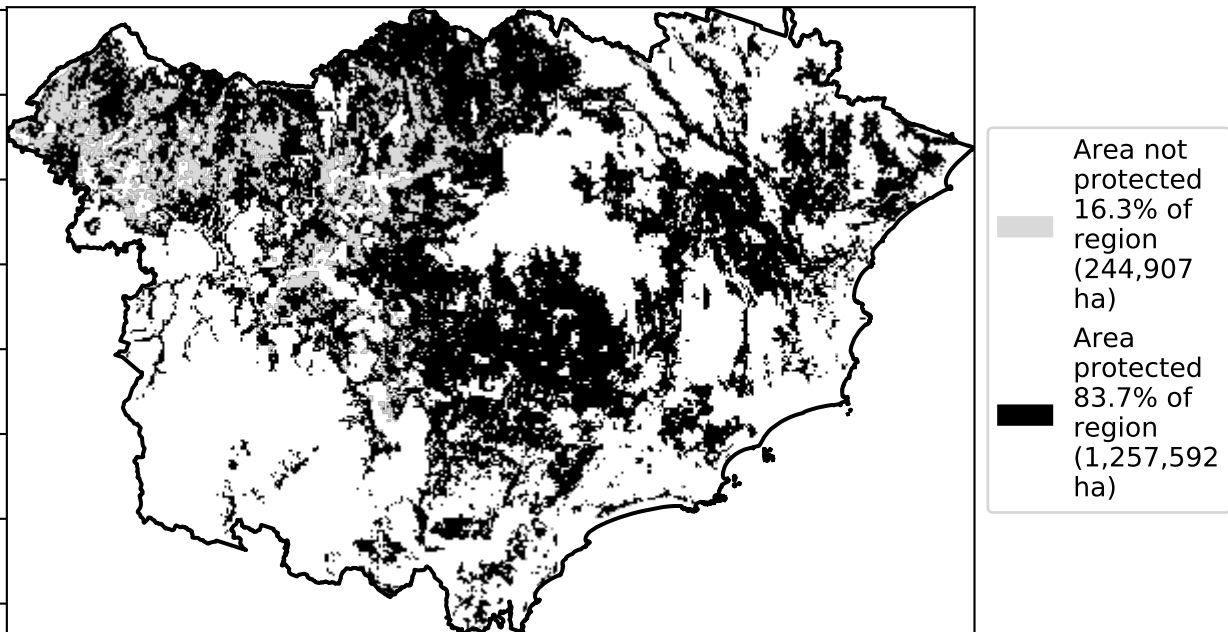 Area not
protected
16.3% of
region
(244,907
ha)
Area
protected
83.7% of
region
(1,257,592
ha)